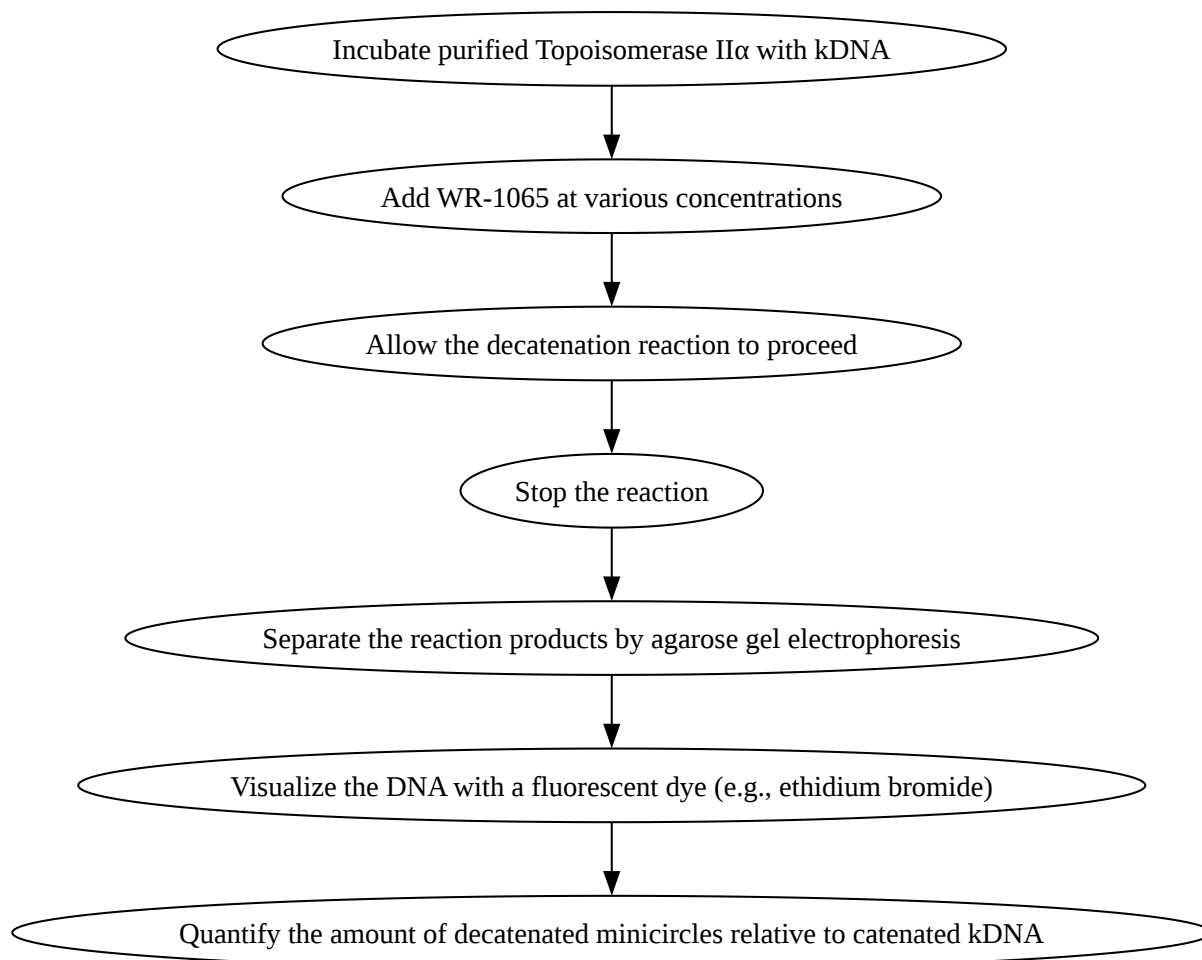 Incubate purified Topoisomerase IIα with kDNA
Add WR-1065 at various concentrations
Allow the decatenation reaction to proceed
Stop the reaction
Separate the reaction products by agarose gel electrophoresis
Visualize the DNA with a fluorescent dye (e.g., ethidium bromide)
Quantify the amount of decatenated minicircles relative to catenated kDNA